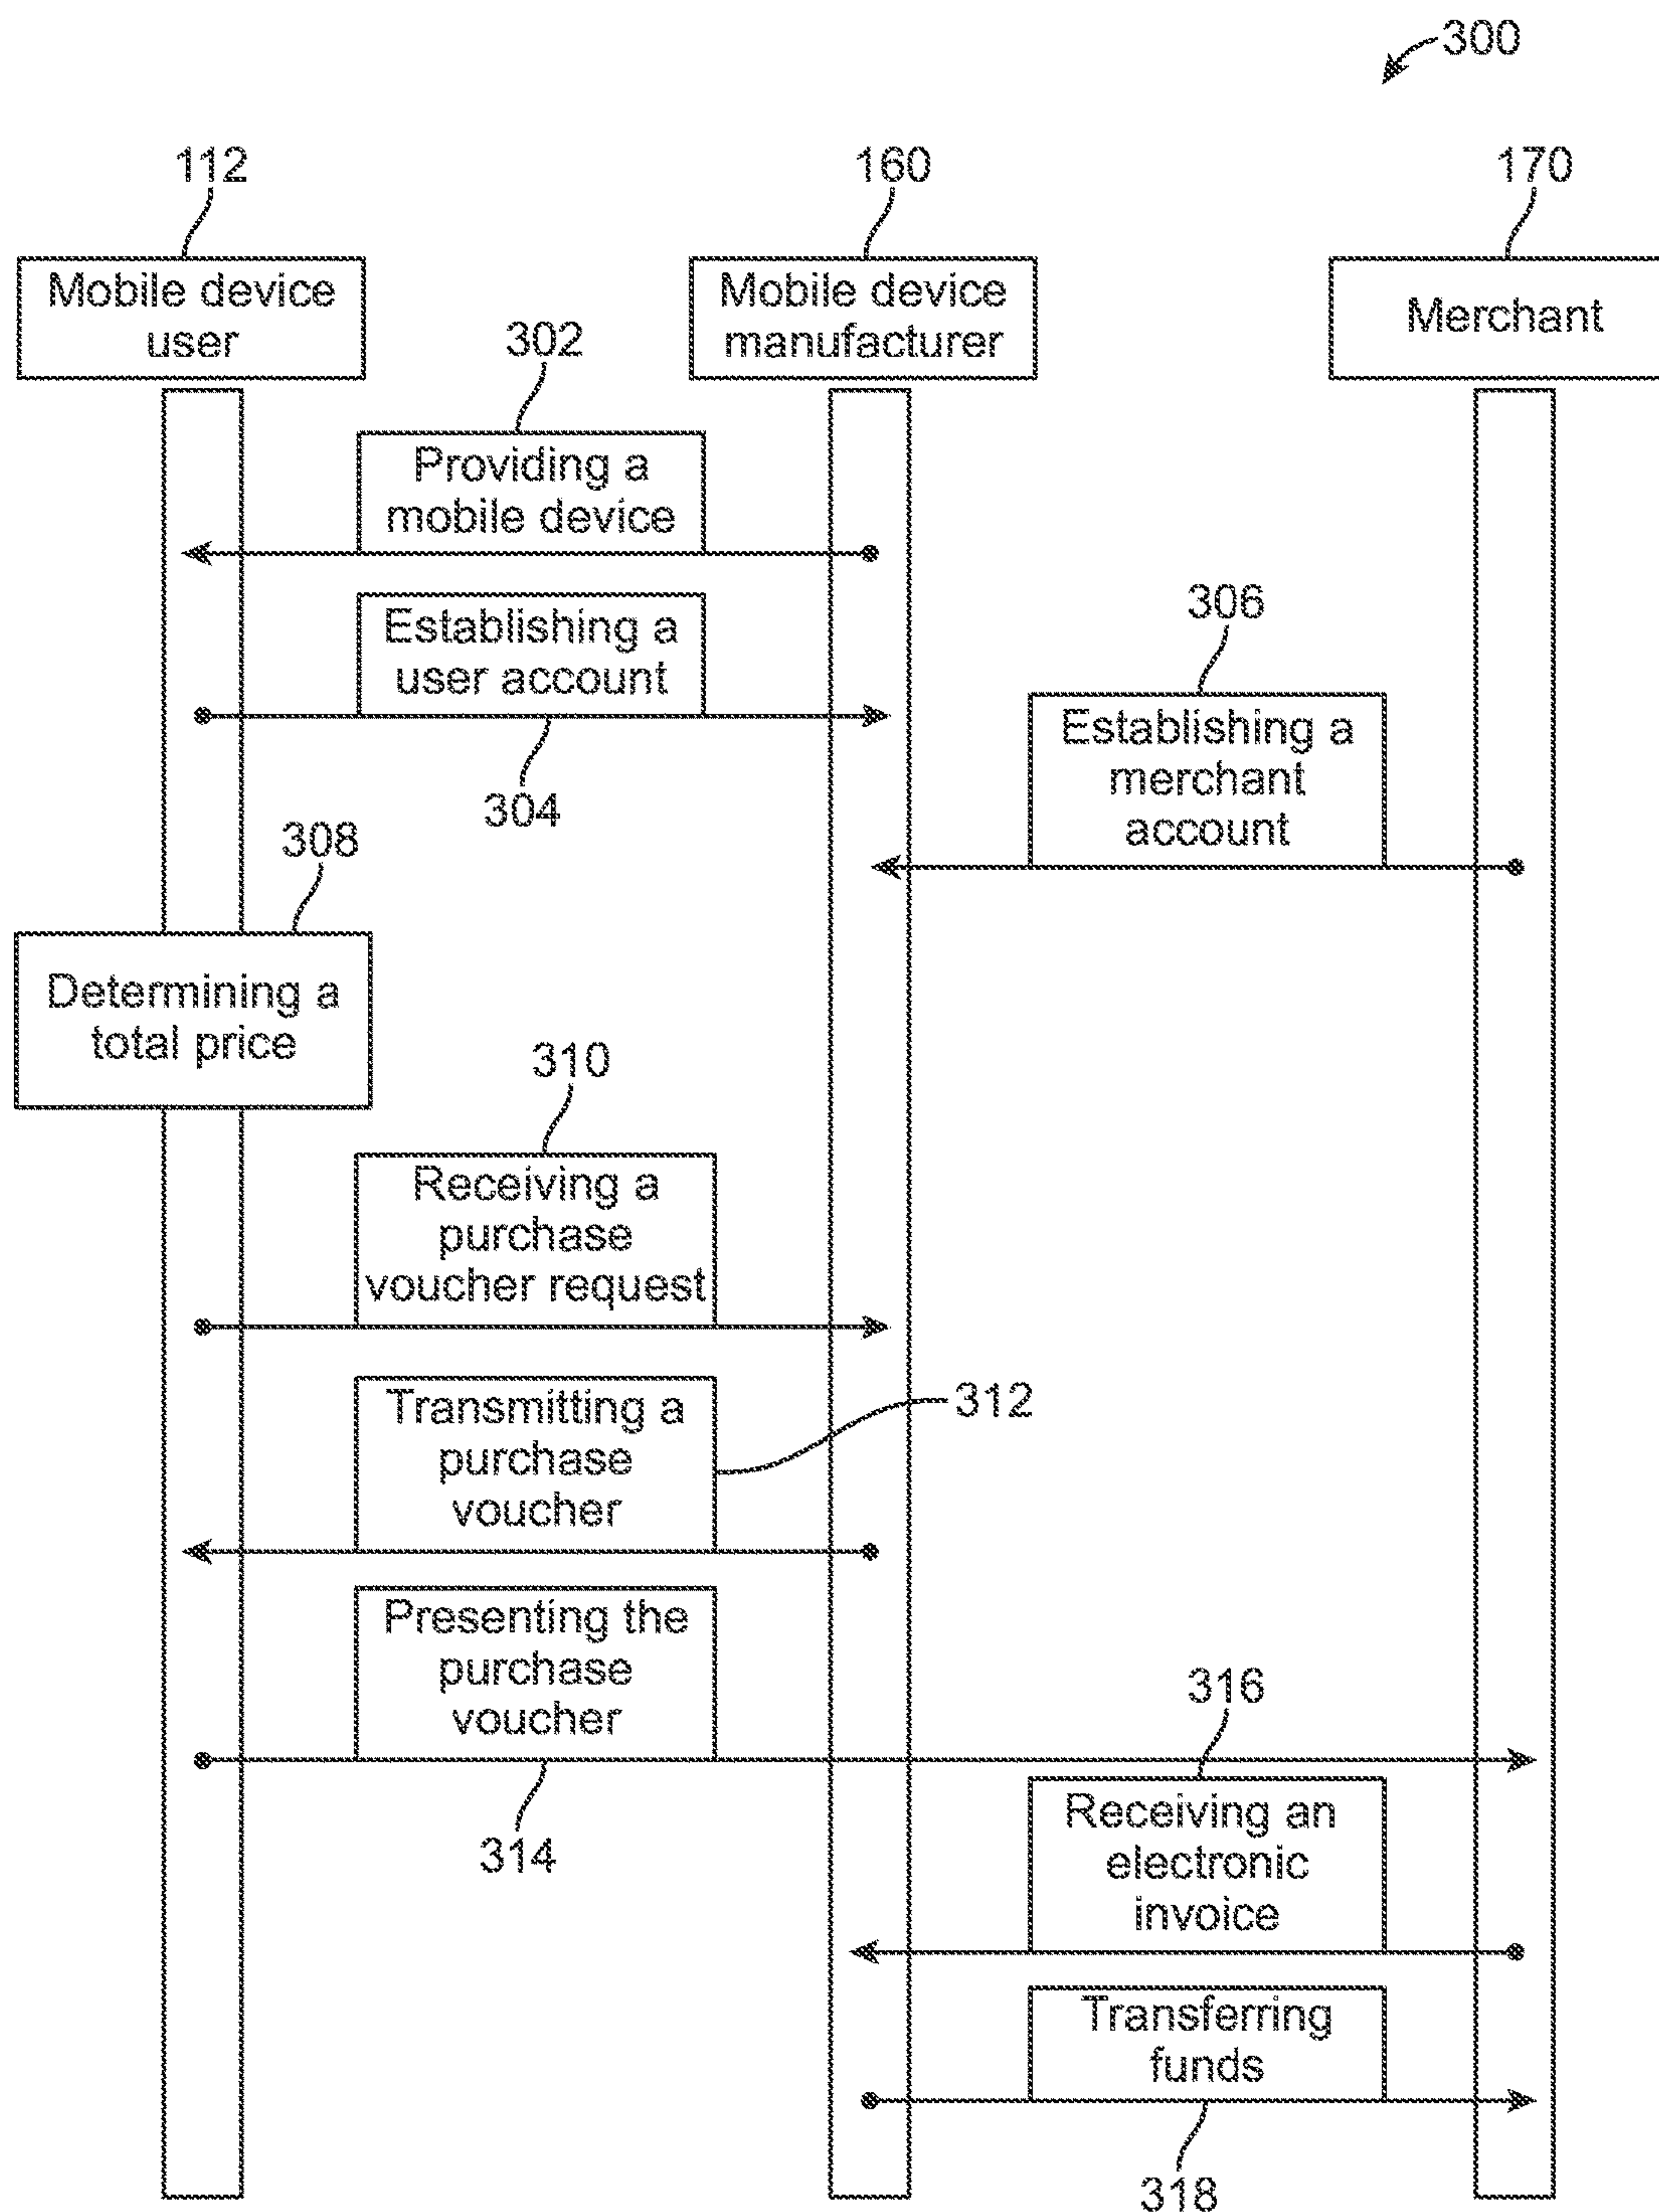 300
112
160
170
Mobile device
user
Mobile device
manufacturer
Merchant
302
Providing a
mobile device
Establishing a
user account
304
306
Establishing a
merchant
account
308
Determining a
total price
310
Receiving a
purchase
voucher request
312
Transmitting a
purchase
voucher
Presenting the
purchase
voucher
314
316
Receiving an
electronic
invoice
Transferring
funds
318